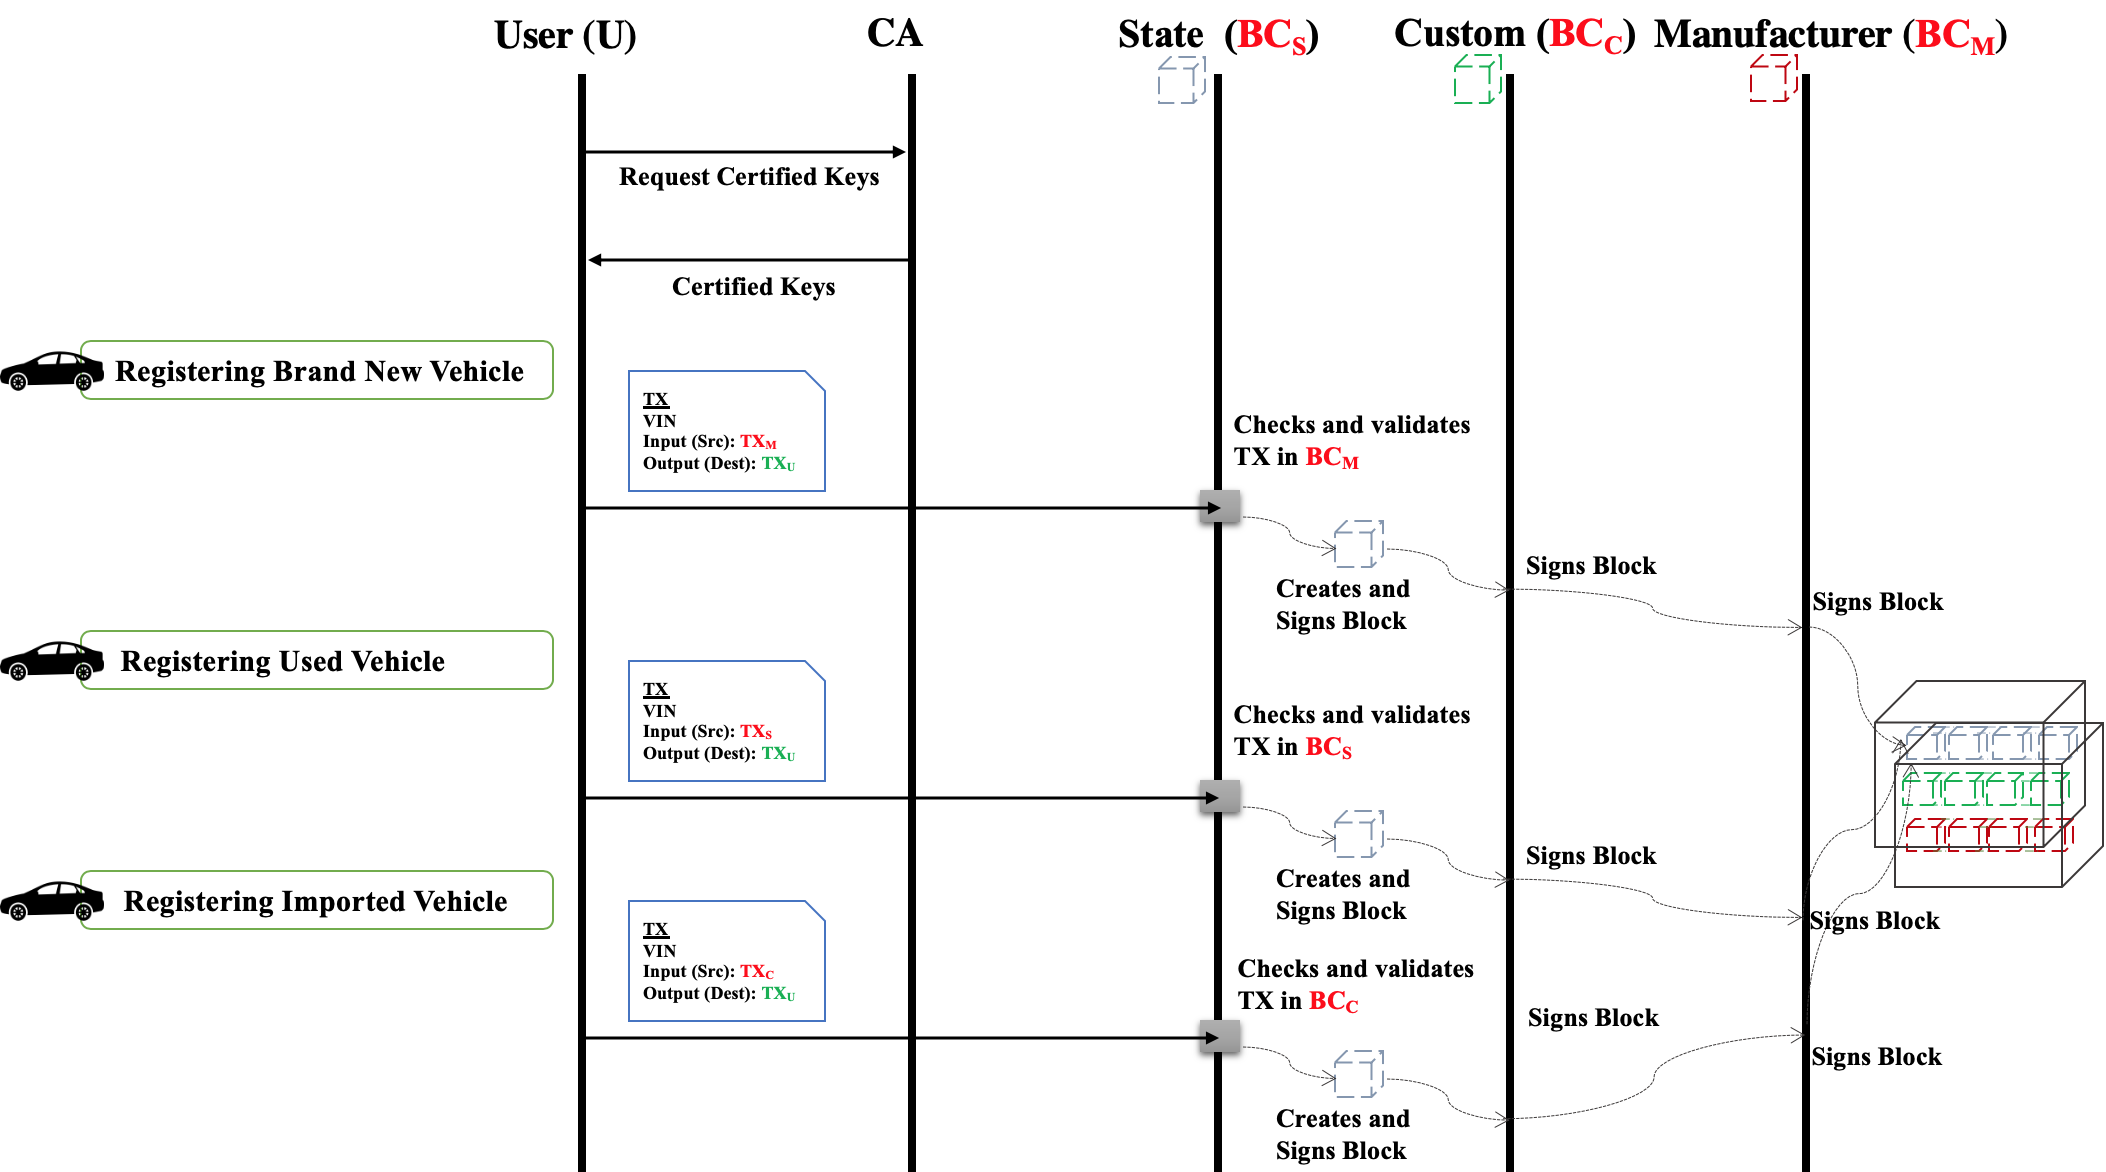 User (U)
CA
State (BCS)
Custom (BCC)
Manufacturer (BCM)
Request Certified Keys
Certified Keys
Registering Brand New Vehicle
TX
VIN
Input (Src): TXM
Output (Dest): TXU
Checks and validates
TX in BCM
Creates and
Signs Block
Signs Block
Signs Block
Registering Used Vehicle
TX
VIN
Input (Src): TXS
Output (Dest): TXU
Checks and validates
TX in BCS
Creates and
Signs Block
Signs Block
Signs Block
Registering Imported Vehicle
TX
VIN
Input (Src): TXC
Output (Dest): TXU
Checks and validates
TX in BCC
Creates and
Signs Block
Signs Block
Signs Block